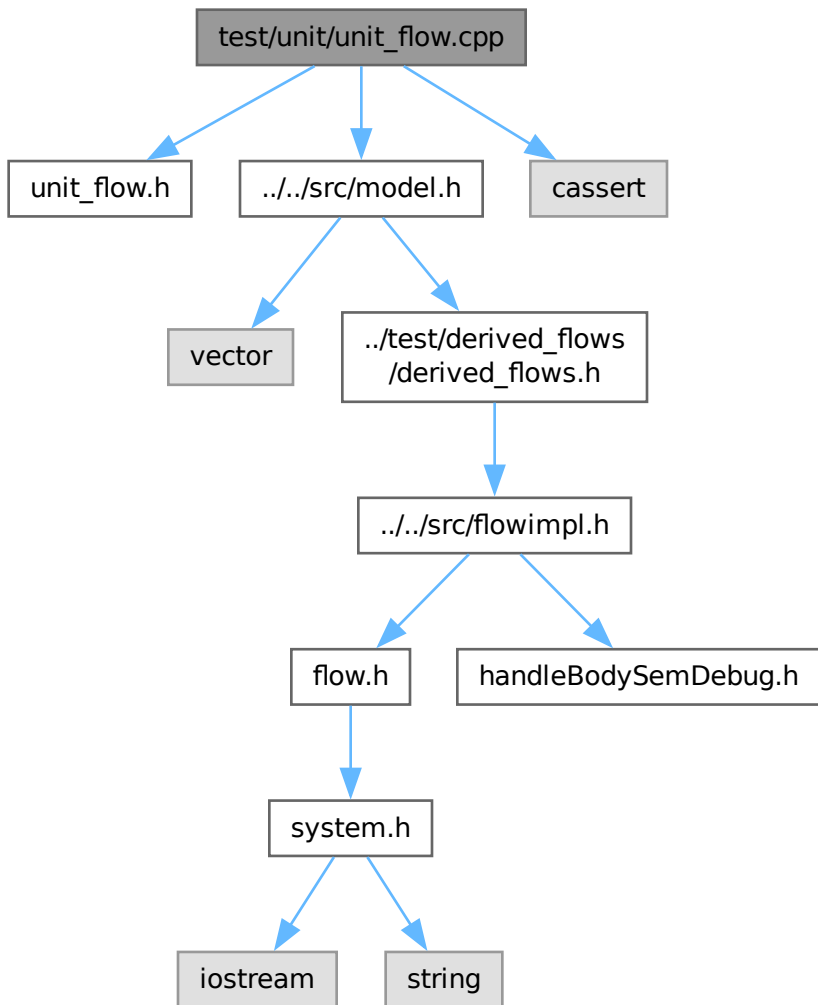 test/unit/unit_flow.cpp
unit_flow.h
../../src/model.h
cassert
vector
../test/derived_flows
/derived_flows.h
../../src/flowimpl.h
flow.h
handleBodySemDebug.h
system.h
iostream
string